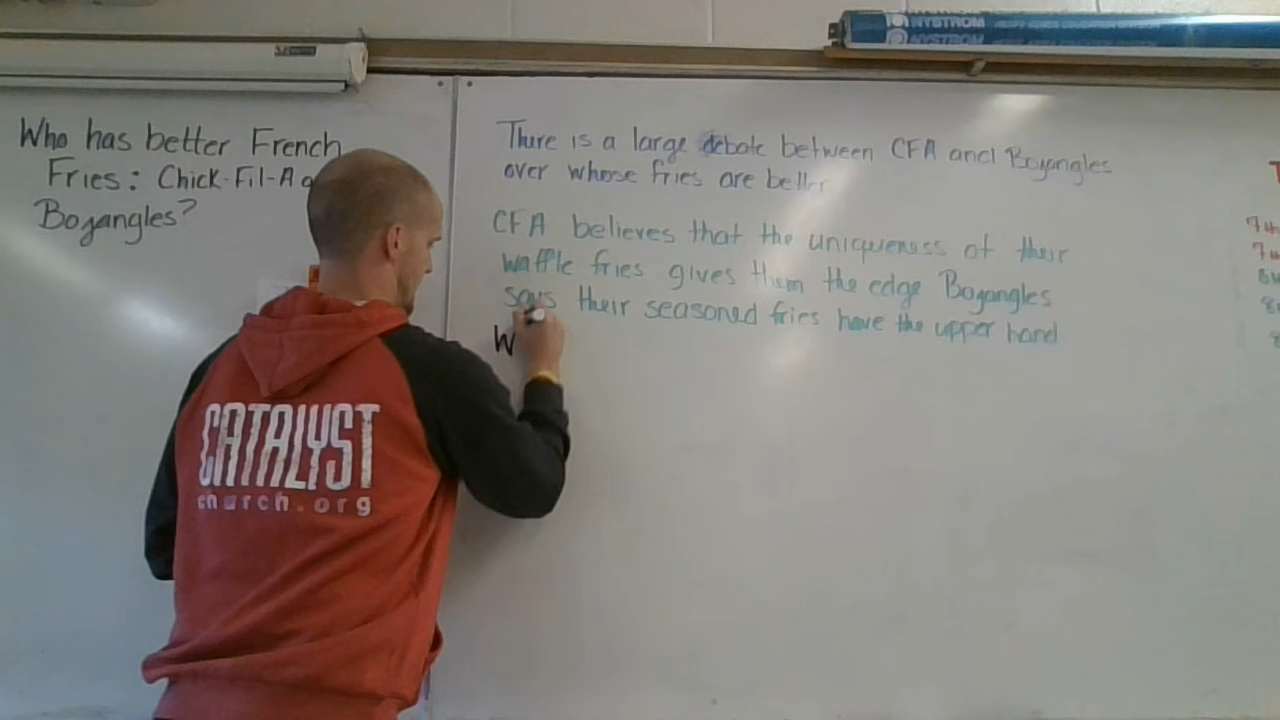 NYSTROM
NYSTROM
Who has better French
Fries: Chick-Fil-A
Bojangles?
There is a large debate between CFA and Bojangles
over whose fries are better
CFA believes that the uniqueness of their
waffle fries gives them the edge Bojangles
says their seasoned fries have the upper hand
W
CATALYST
church.org